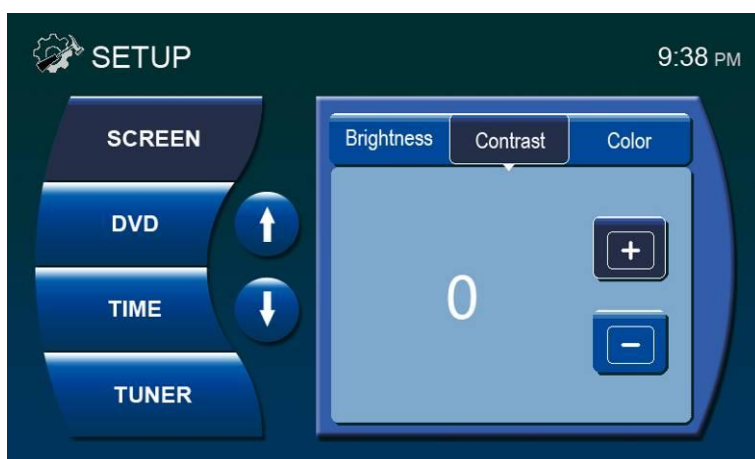 SETUP
9:38 PM
SCREEN
DVD
TIME
TUNER
Brightness
Contrast
Color
0
+
−